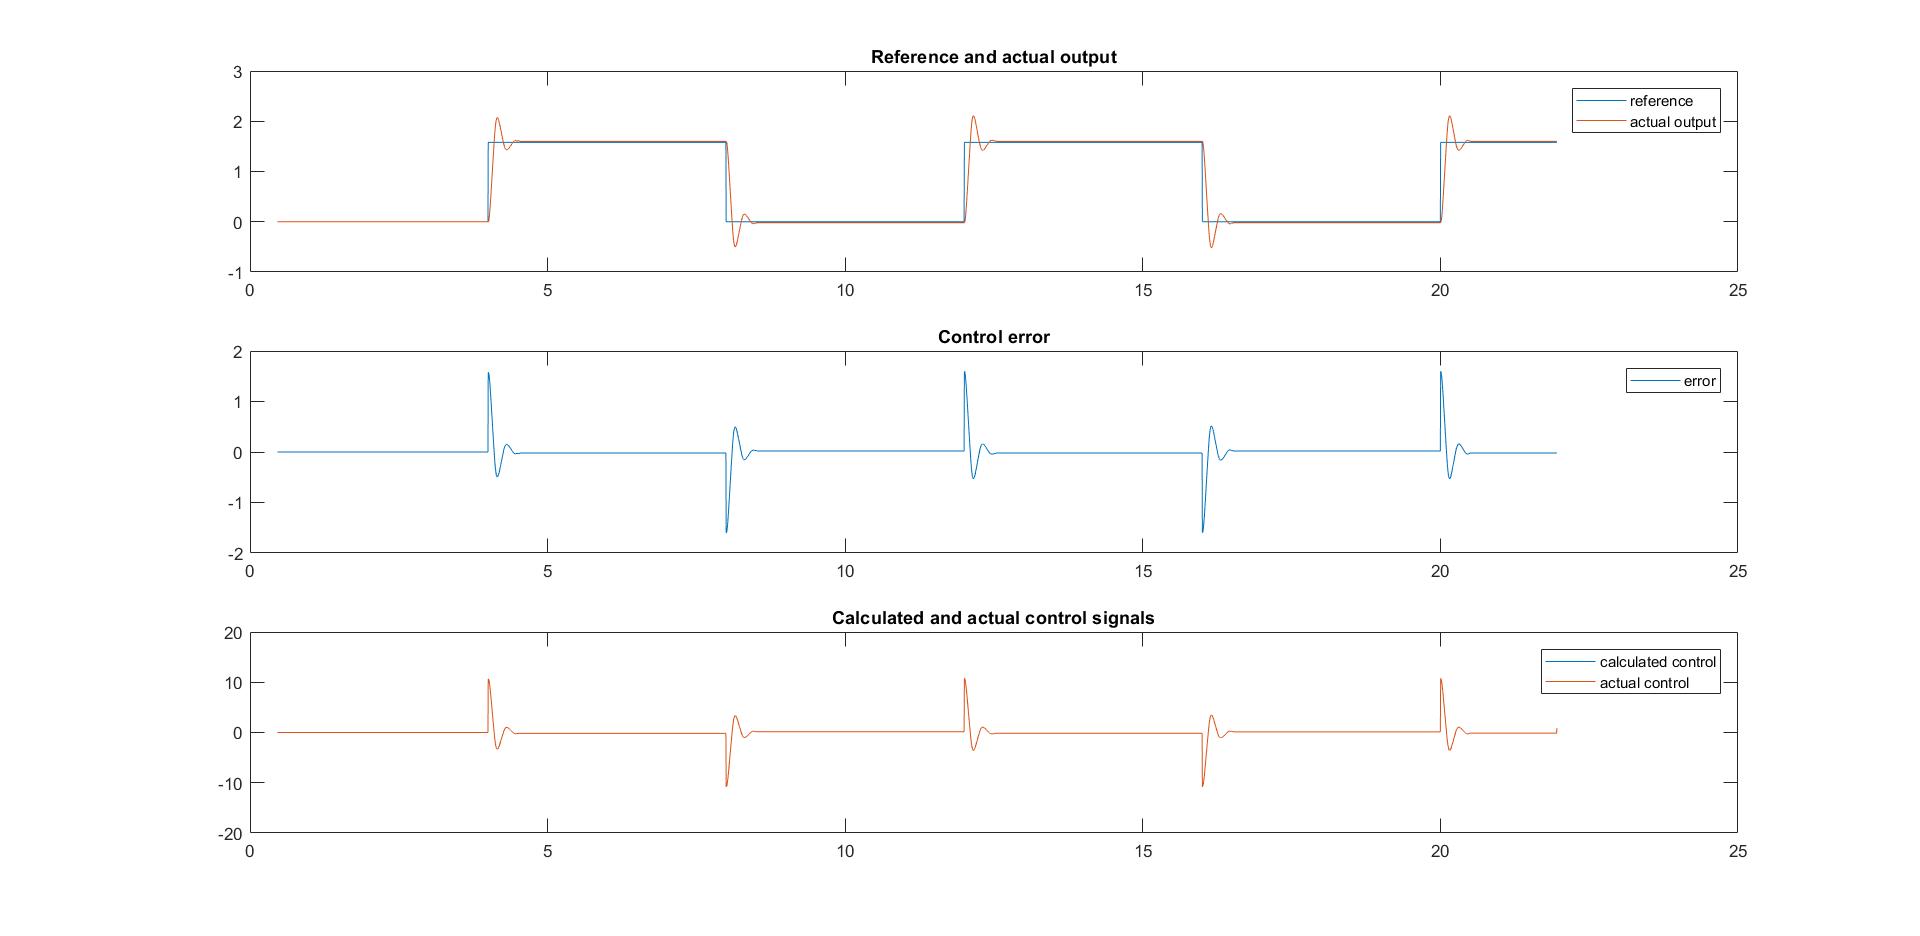 Reference and actual output
3
2
1
0
-1
reference
actual output
0 5 10 15 20 25
Control error
2
1
0
-1
-2
error
0 5 10 15 20 25
Calculated and actual control signals
20
10
0
-10
-20
calculated control
actual control
0 5 10 15 20 25